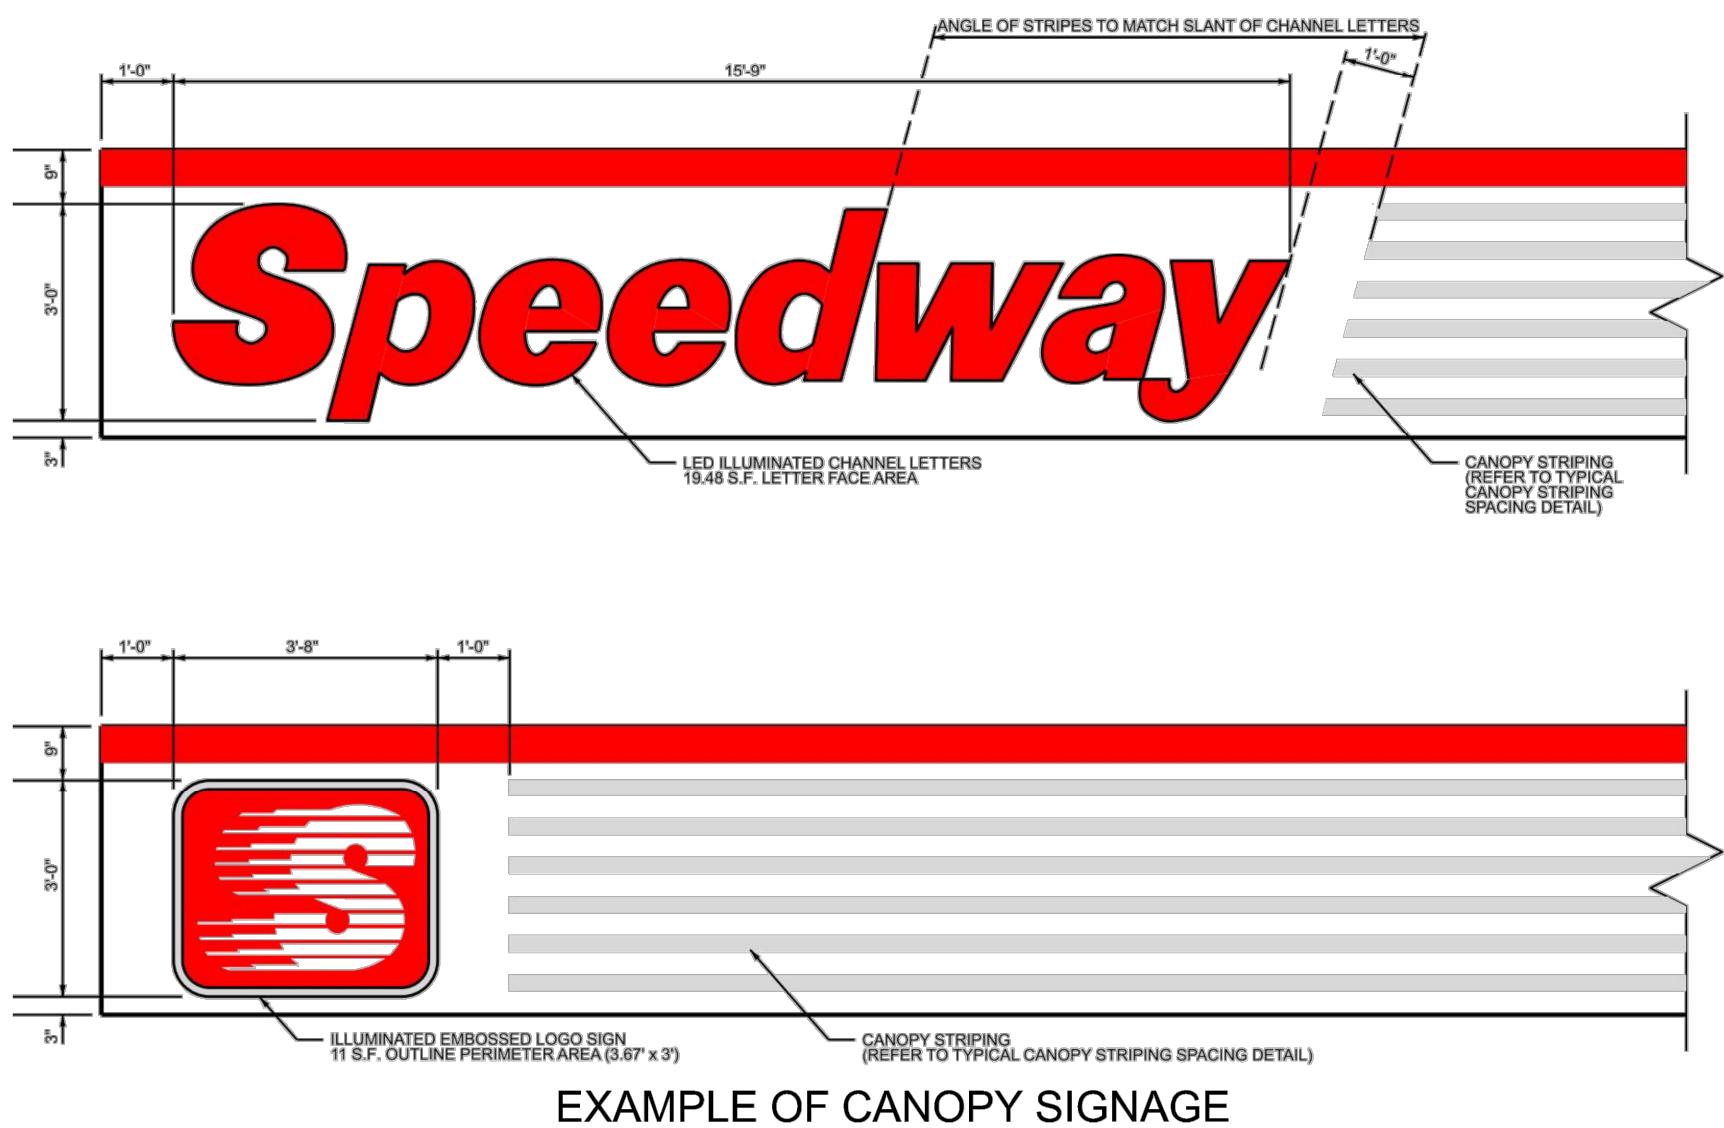 ANGLE OF STRIPES TO MATCH SLANT OF CHANNEL LETTERS
1'-0"
15'-9"
1'-0"
9"
3'-0"
3"
Speedway
LED ILLUMINATED CHANNEL LETTERS
19.48 S.F. LETTER FACE AREA
CANOPY STRIPING
(REFER TO TYPICAL
CANOPY STRIPING
SPACING DETAIL)
1'-0"
3'-8"
1'-0"
9"
3'-0"
3"
S
ILLUMINATED EMBOSSED LOGO SIGN
11 S.F. OUTLINE PERIMETER AREA (3.67' x 3')
CANOPY STRIPING
(REFER TO TYPICAL CANOPY STRIPING SPACING DETAIL)
EXAMPLE OF CANOPY SIGNAGE